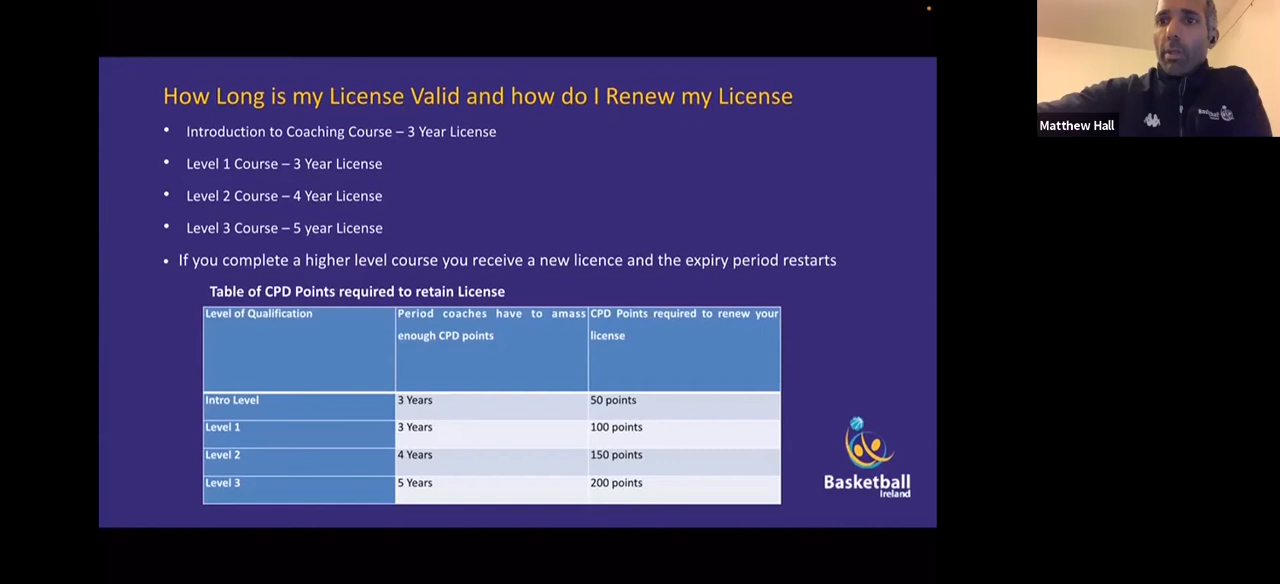 How Long is my License Valid and how do I Renew my License
• Introduction to Coaching Course – 3 Year License
• Level 1 Course – 3 Year License
• Level 2 Course – 4 Year License
• Level 3 Course – 5 year License
• If you complete a higher level course you receive a new licence and the expiry period restarts
Table of CPD Points required to retain License
Level of Qualification
Period coaches have to amass
enough CPD points
CPD Points required to renew your
license
Intro Level 3 Years 50 points
Level 1 3 Years 100 points
Level 2 4 Years 150 points
Level 3 5 Years 200 points
Basketball
Ireland
Matthew Hall